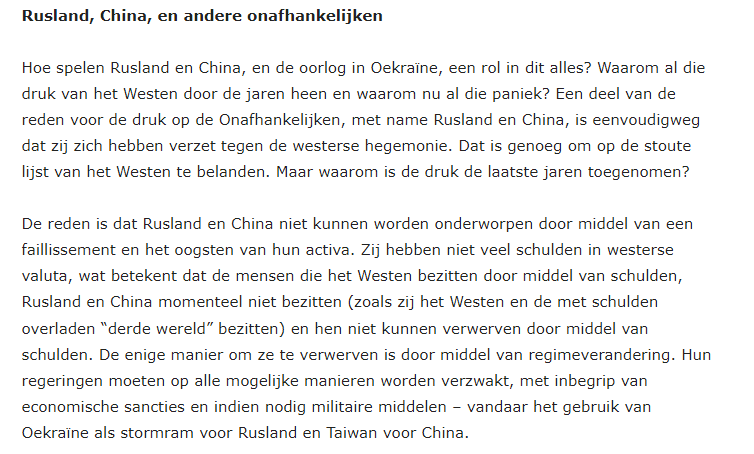 Rusland, China, en andere onafhankelijken
Hoe spelen Rusland en China, en de oorlog in Oekraïne, een rol in dit alles? Waarom al die
druk van het Westen door de jaren heen en waarom nu al die paniek? Een deel van de
reden voor de druk op de Onafhankelijken, met name Rusland en China, is eenvoudigweg
dat zij zich hebben verzet tegen de westerse hegemonie. Dat is genoeg om op de stoute
lijst van het Westen te belanden. Maar waarom is de druk de laatste jaren toegenomen?
De reden is dat Rusland en China niet kunnen worden onderworpen door middel van een
faillissement en het oogsten van hun activa. Zij hebben niet veel schulden in westerse
valuta, wat betekent dat de mensen die het Westen bezitten door middel van schulden,
Rusland en China momenteel niet bezitten (zoals zij het Westen en de met schulden
overladen “derde wereld” bezitten) en hen niet kunnen verwerven door middel van
schulden. De enige manier om ze te verwerven is door middel van regimeverandering. Hun
regeringen moeten op alle mogelijke manieren worden verzwakt, met inbegrip van
economische sancties en indien nodig militaire middelen – vandaar het gebruik van
Oekraïne als stormram voor Rusland en Taiwan voor China.